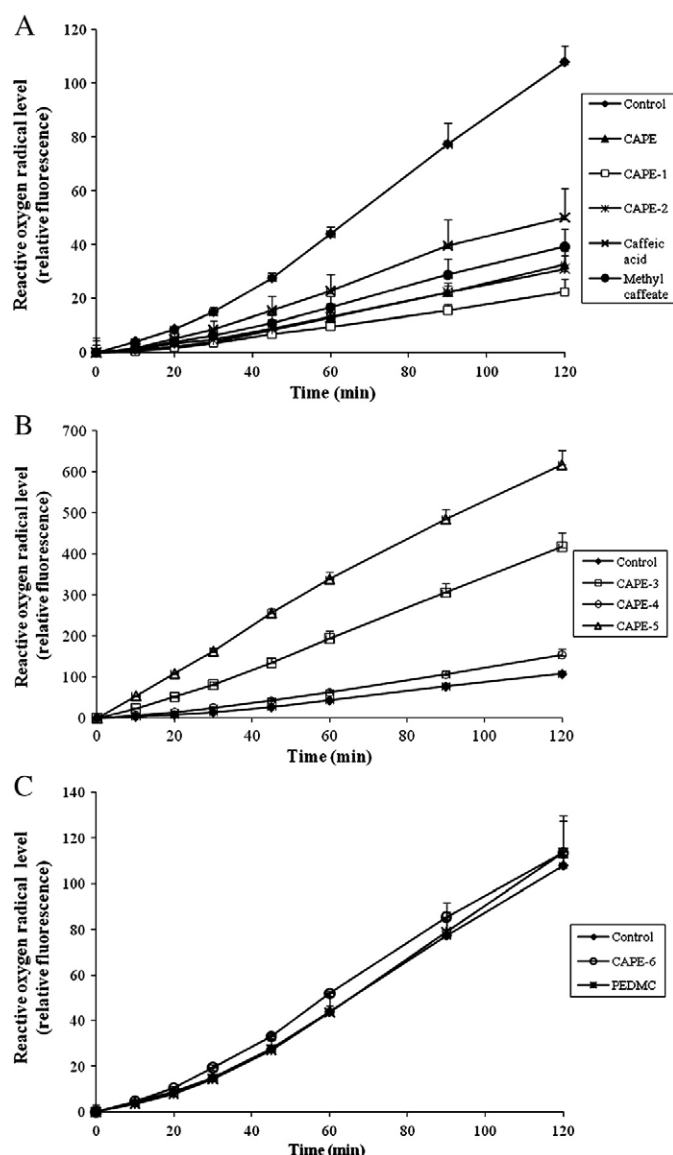 A
Reactive oxygen radical level
(relative fluorescence)
120
100
80
60
40
20
0
0 20 40 60 80 100 120
Time (min)
Control
CAPE
CAPE-1
CAPE-2
Caffeic
acid
Methyl
caffeate
B
Reactive oxygen radical level
(relative fluorescence)
700
600
500
400
300
200
100
0
0 20 40 60 80 100 120
Time (min)
Control
CAPE-3
CAPE-4
CAPE-5
C
Reactive oxygen radical level
(relative fluorescence)
140
120
100
80
60
40
20
0
0 20 40 60 80 100 120
Time (min)
Control
CAPE-6
PEDMC